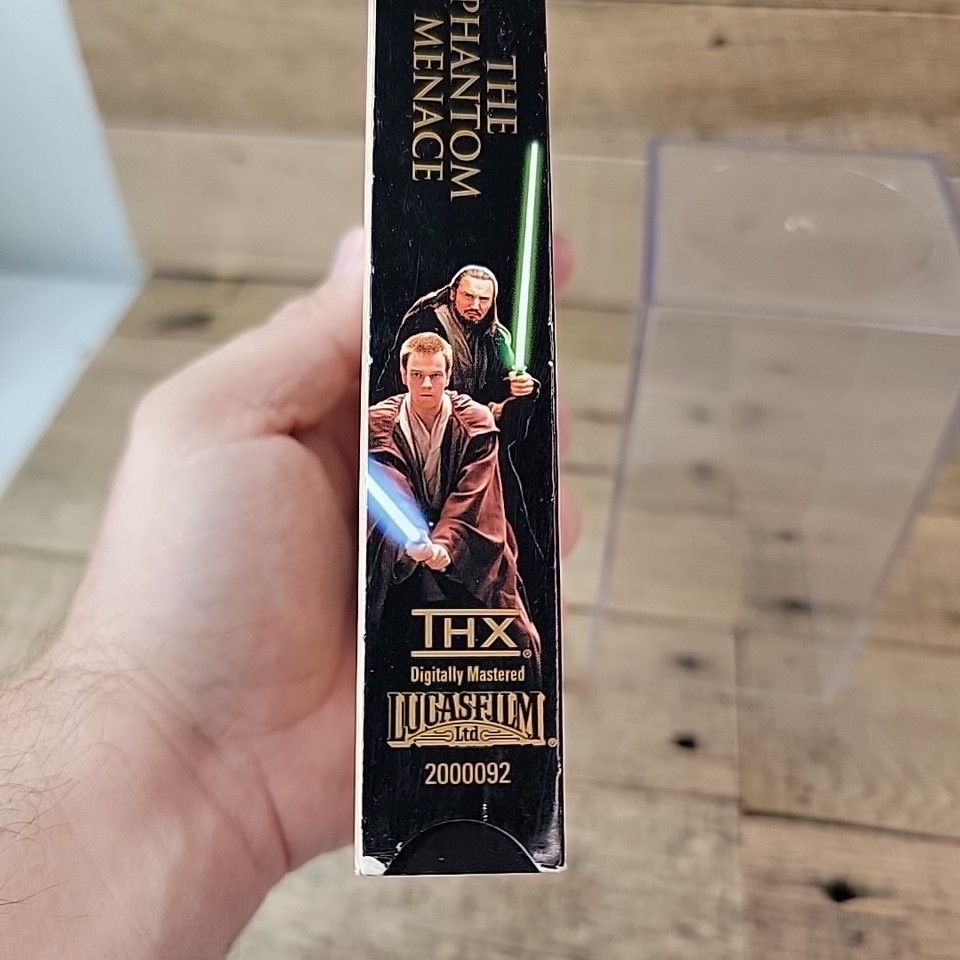 THE
PHANTOM
MENACE
THX®
Digitally Mastered
LUCASFILM
Ltd®
2000092